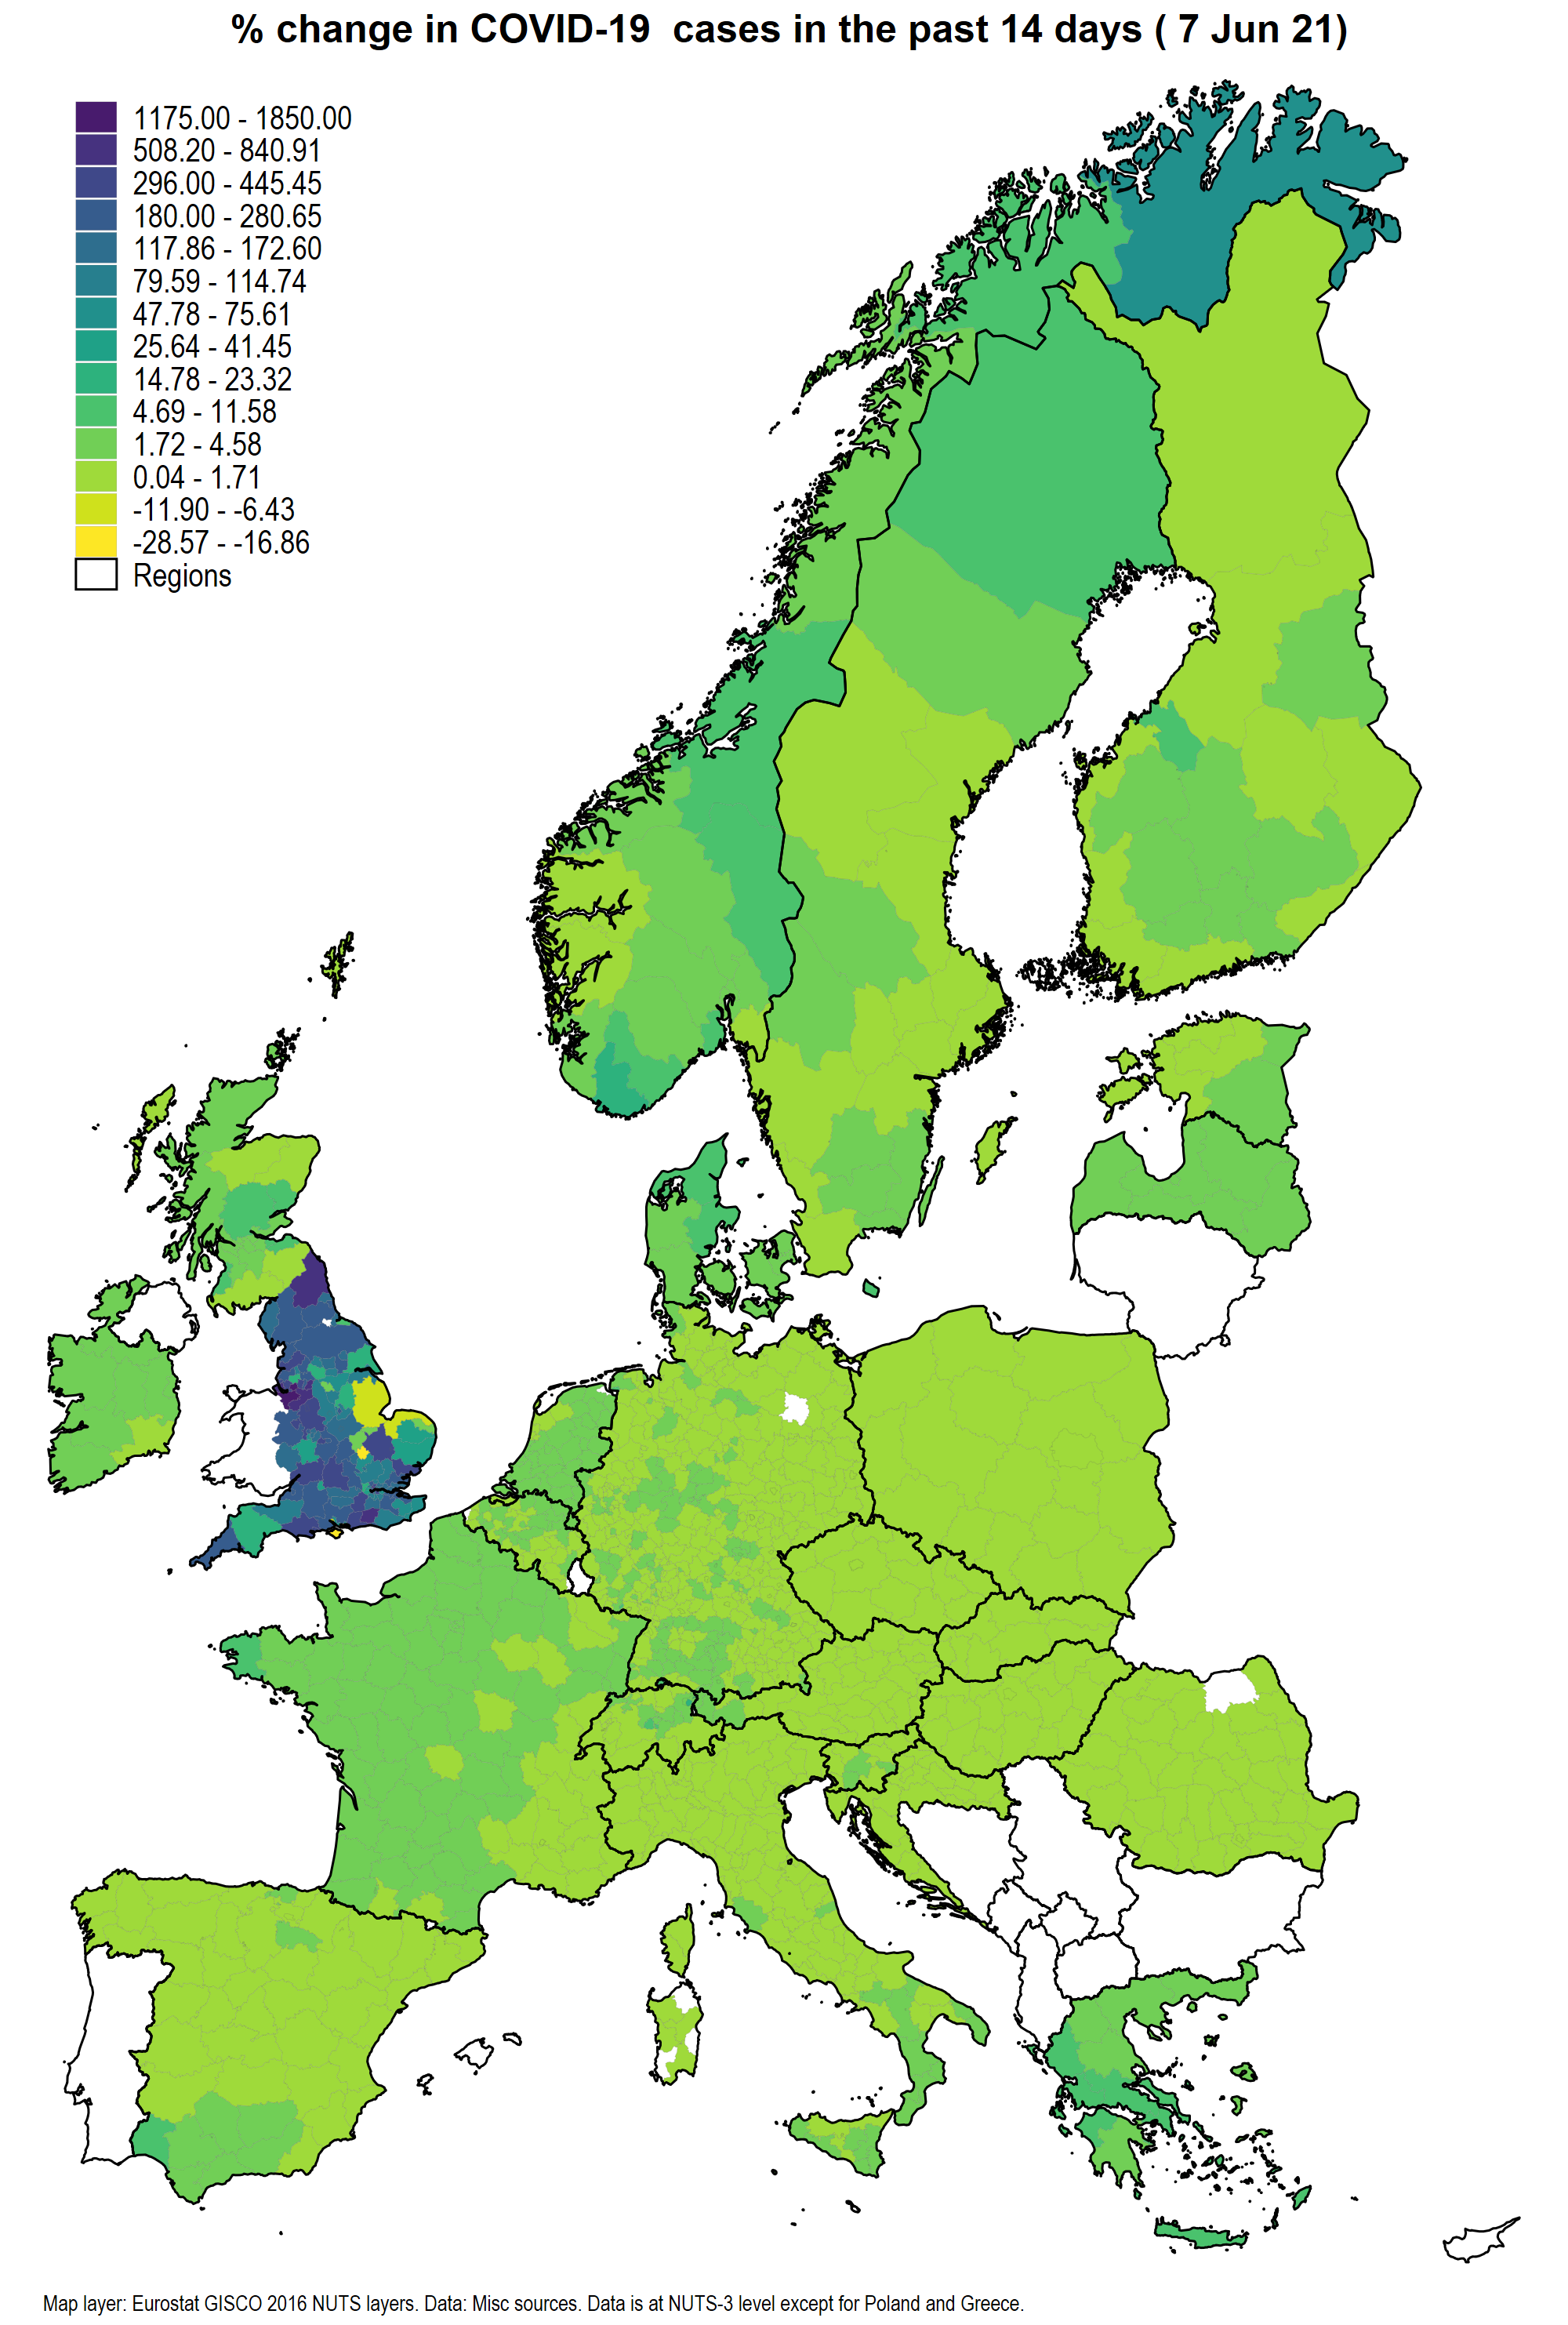 % change in COVID-19  cases in the past 14 days ( 7 Jun 21)
1175.00 - 1850.00
508.20 - 840.91
296.00 - 445.45
180.00 - 280.65
117.86 - 172.60
79.59 - 114.74
47.78 - 75.61
25.64 - 41.45
14.78 - 23.32
4.69 - 11.58
1.72 - 4.58
0.04 - 1.71
-11.90 - -6.43
-28.57 - -16.86
Regions
Map layer: Eurostat GISCO 2016 NUTS layers. Data: Misc sources. Data is at NUTS-3 level except for Poland and Greece.